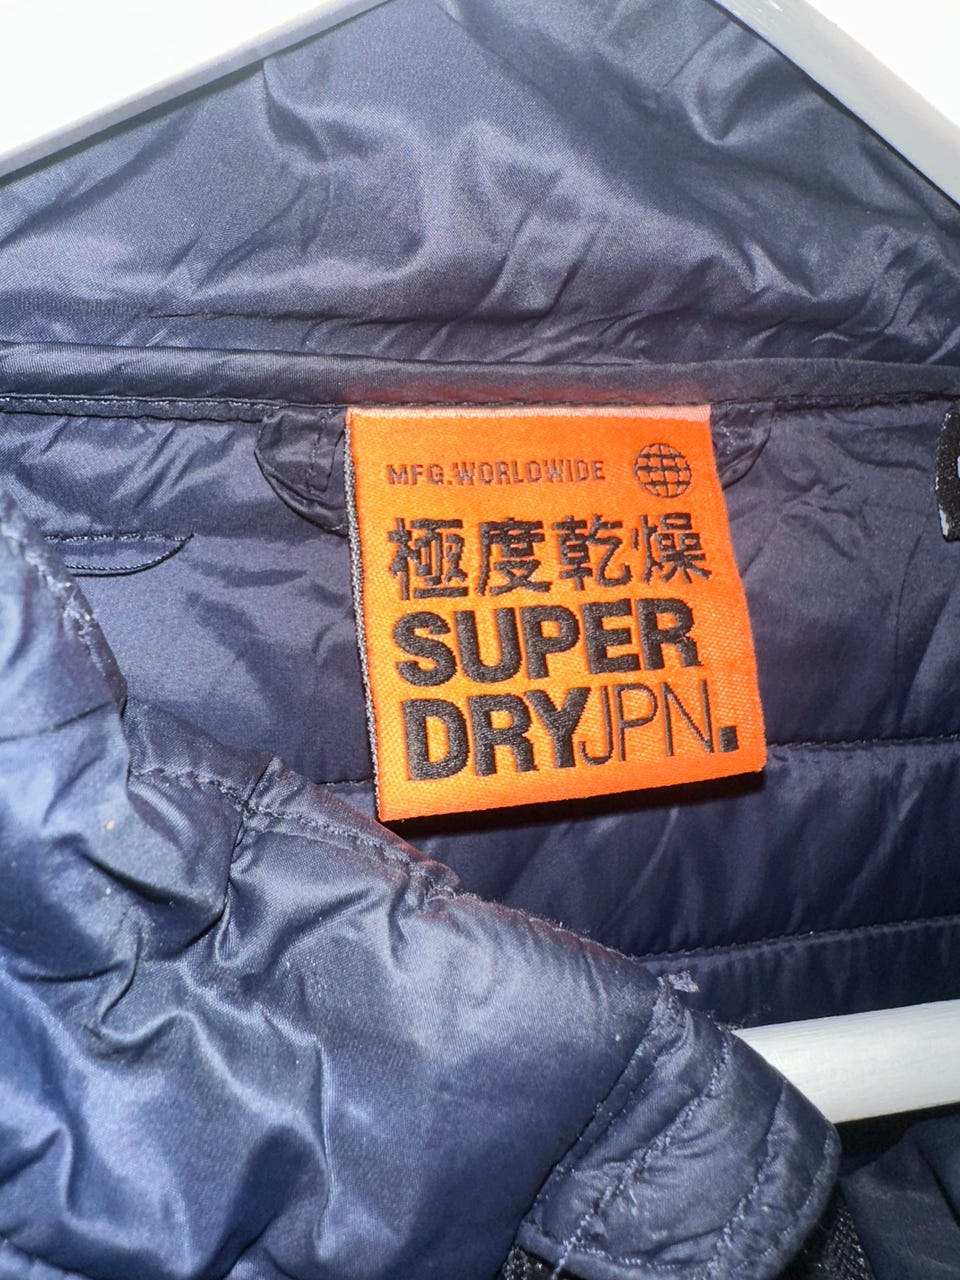 MFG.WORLDWIDE
極度乾燥
SUPER
DRYJPN.